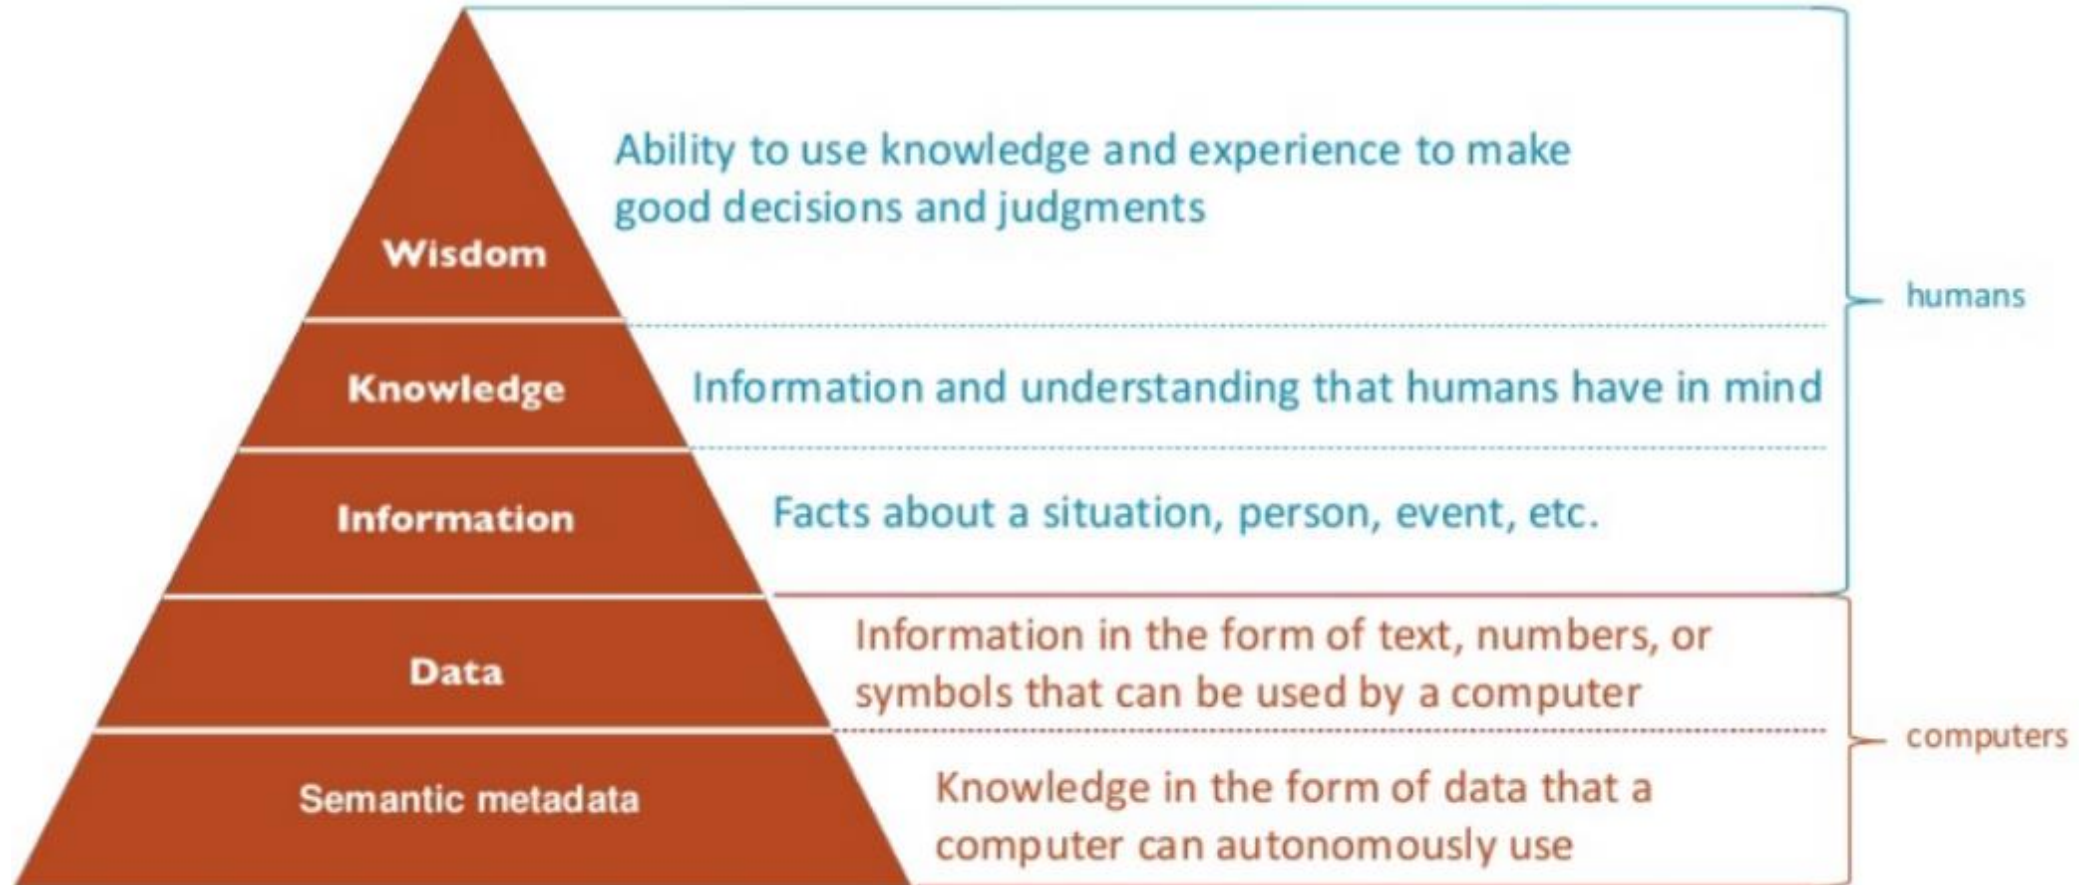 Ability to use knowledge and experience to make
good decisions and judgments
Wisdom
humans
Knowledge
Information and understanding that humans have in mind
Information
Facts about a situation, person, event, etc.
Information in the form of text, numbers, or
symbols that can be used by a computer
Data
computers
Semantic metadata
Knowledge in the form of data that a
computer can autonomously use